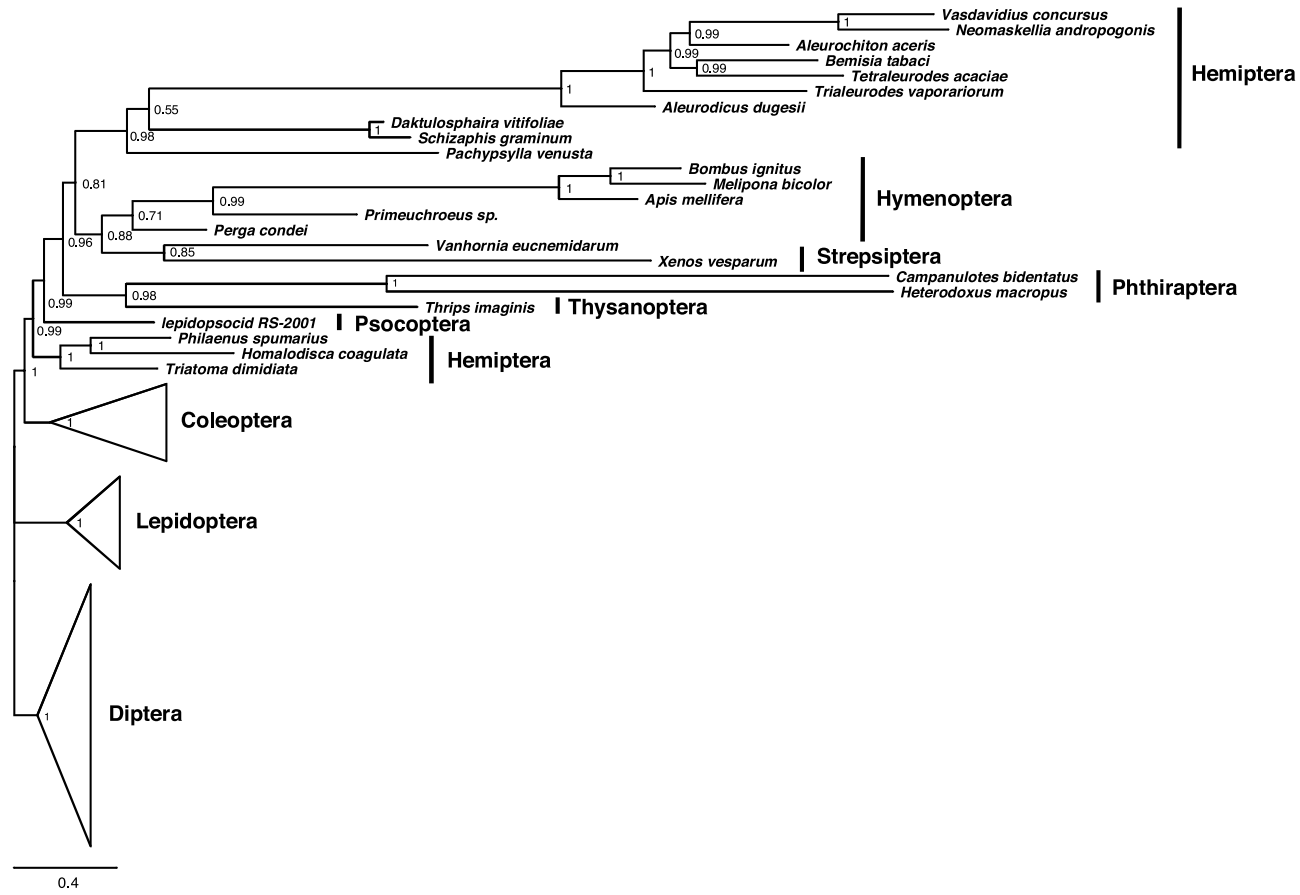 Vasdavidius concursus
1
Neomaskellia andropogonis
0.99
Aleurochiton aceris
0.99
Bemisia tabaci
0.99
Tetraleurodes acaciae
1
Hemiptera
Trialeurodes vaporariorum
1
Aleurodicus dugesii
0.55
Daktulosphaira vitifoliae
1
Schizaphis graminum
0.98
Pachypsylla venusta
Bombus ignitus
1
Melipona bicolor
0.81
1
Apis mellifera
Hymenoptera
0.99
Primeuchroeus sp.
0.71
Perga condei
0.88
0.96
Vanhornia eucnemidarum
0.85
Xenos vesparum
Strepsiptera
Campanulotes bidentatus
1
Heterodoxus macropus
Phthiraptera
0.98
0.99
Thrips imaginis
Thysanoptera
lepidopsocid RS-2001
Psocoptera
0.99
Philaenus spumarius
1
Homalodisca coagulata
1
Hemiptera
Triatoma dimidiata
1
Coleoptera
1
Lepidoptera
1
Diptera
1
0.4